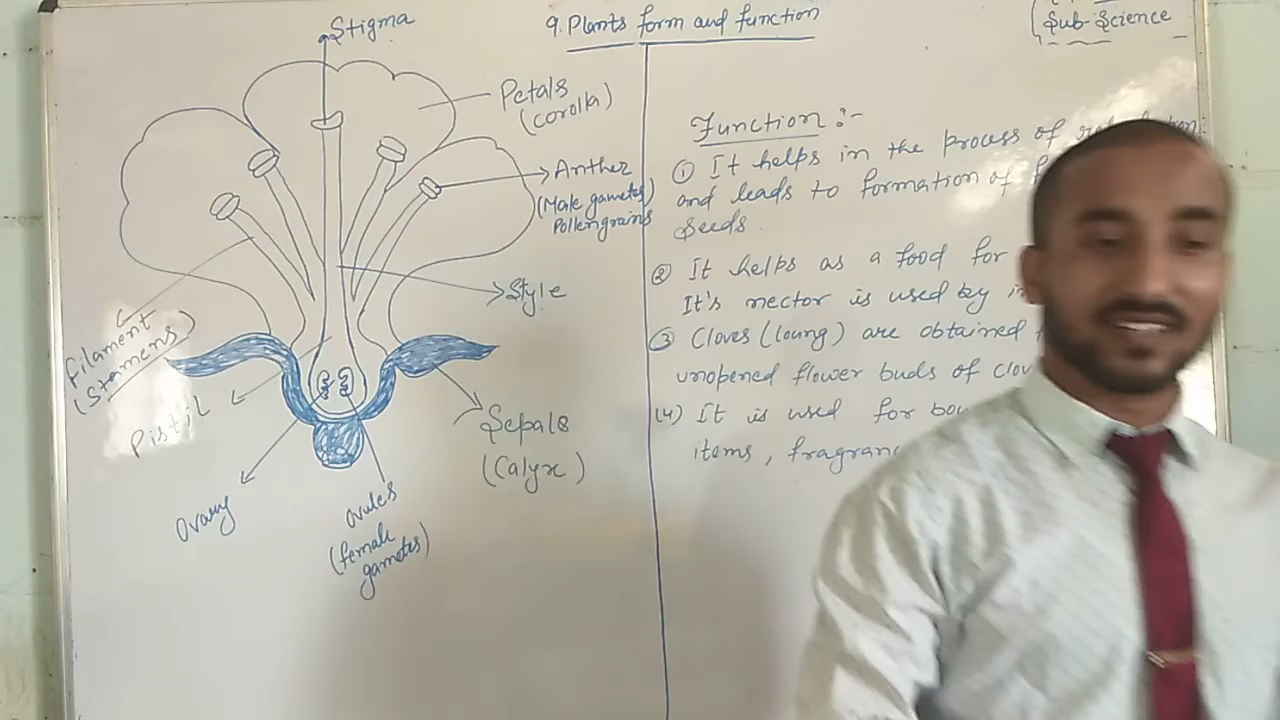 9. Plants form and function
Sub-Science
Stigma
Petals
(corolla)
Anther
(Male gametes)
Pollengrains
Style
Filament
(Stamens)
Pistil
Sepals
(Calyx)
Ovary
ovules
(female
gametes)
Function :-
① It helps in the process of
and leads to formation of
Seeds.
② It helps as a food for
It's nector is used by
③ Cloves (loung) are obtained
unopened flower buds of
(4) It is used for
items,